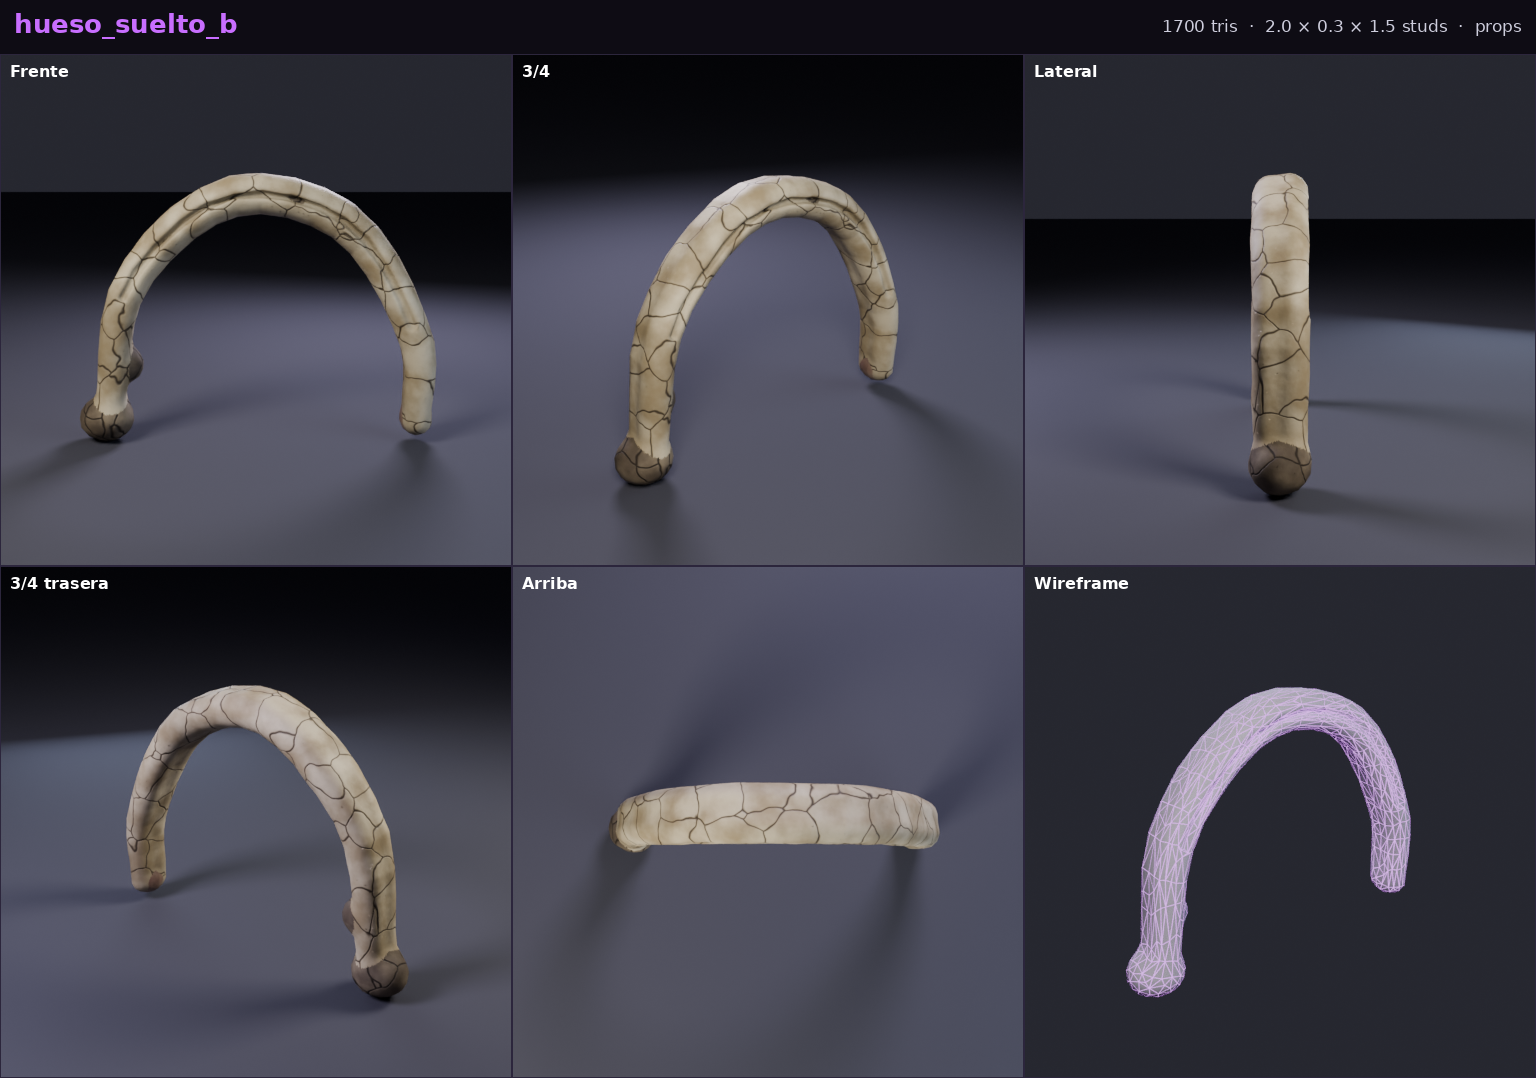 hueso_suelto_b
1700 tris · 2.0 × 0.3 × 1.5 studs · props
Frente
3/4
Lateral
3/4 trasera
Arriba
Wireframe